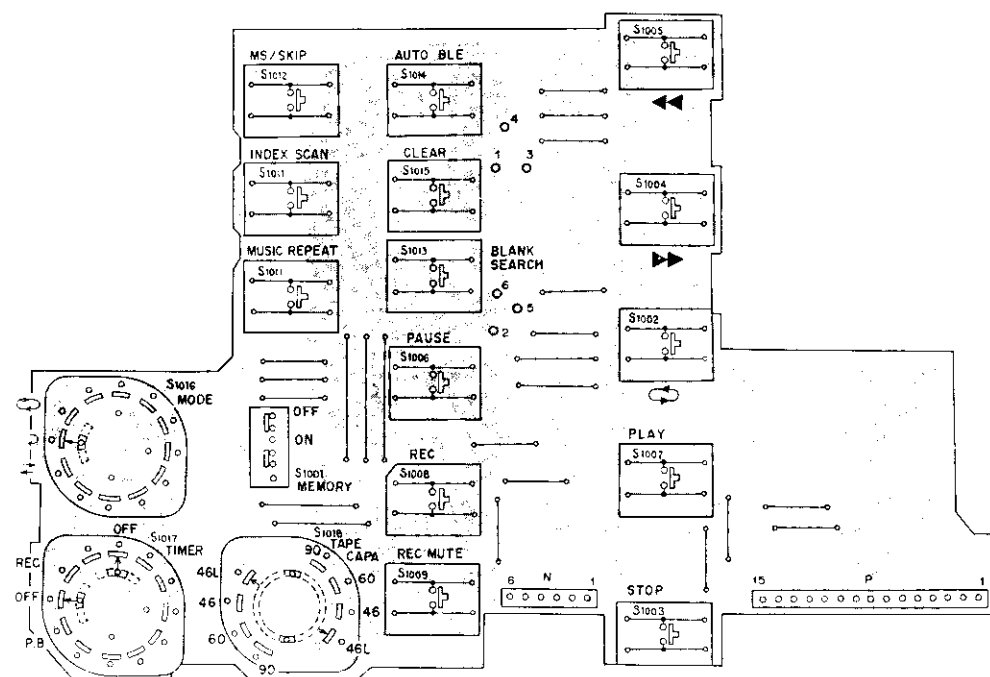 S1005
MS/SKIP
AUTO BLE
S1012
S1014
4
INDEX SCAN
CLEAR
1
3
S1011
S1015
S1004
MUSIC REPEAT
S1013
BLANK
SEARCH
S1011
6
5
S1002
2
PAUSE
S1006
S1016
MODE
OFF
ON
PLAY
REC
S1007
S1001
MEMORY
S1008
OFF
S1017
TIMER
S1018
TAPE
CAPA
90
REC
REC MUTE
46L
60
S1009
6
N
1
15
P
1
OFF
46
46
STOP
S1003
P.B
60
46L
90